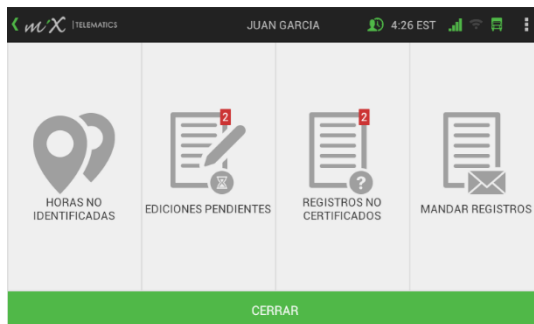 m'X TELEMATICS JUAN GARCIA 4:26 EST
2 2
HORAS NO
IDENTIFICADAS
EDICIONES PENDIENTES
REGISTROS NO
CERTIFICADOS
MANDAR REGISTROS
CERRAR